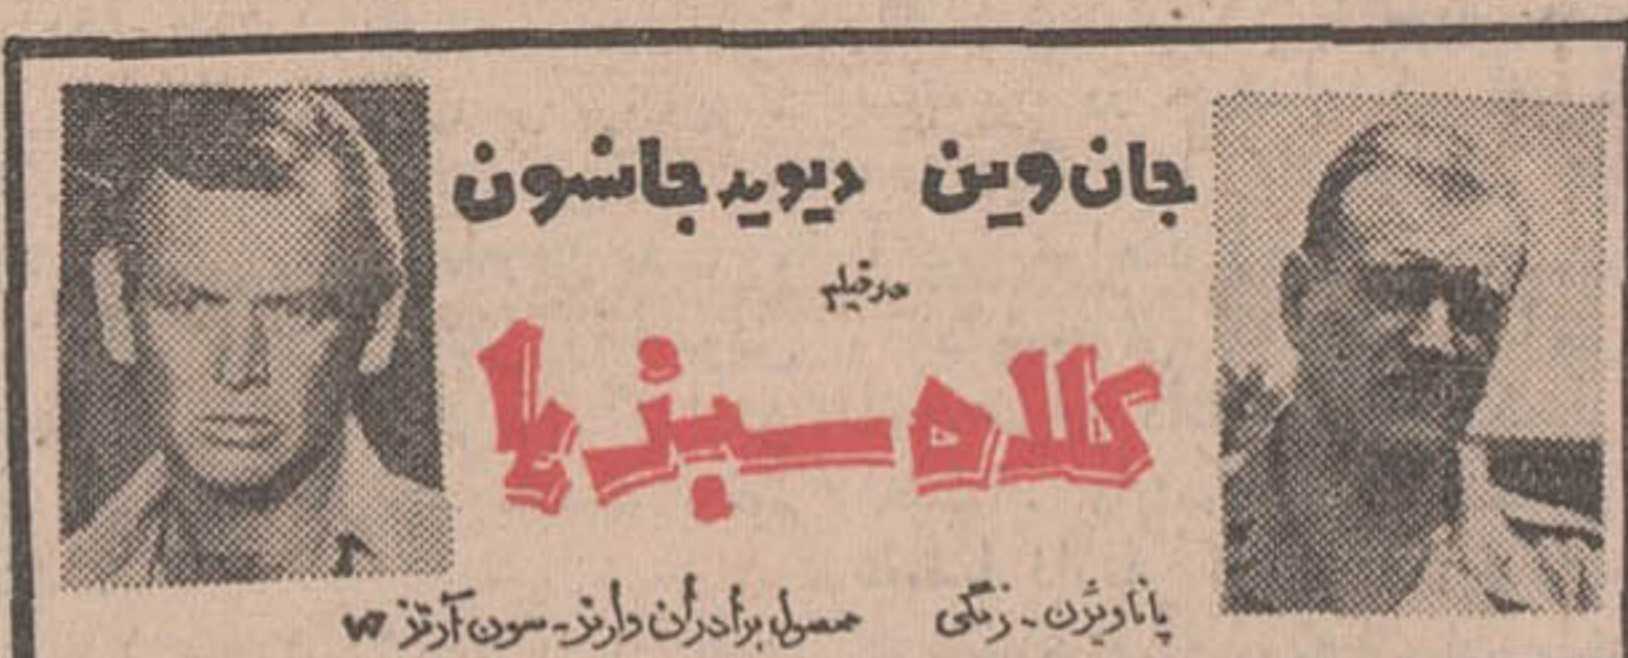 جان وین دیوید جانسون
در فیلم
کلاه سبزها
پاناویژن - رنگی محصول برادران وارنر - سون آرتز W